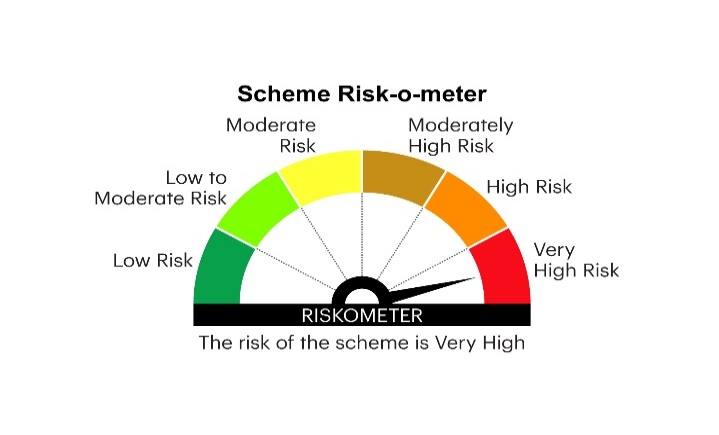 Scheme Risk-o-meter
Moderate
Risk
Moderately
High Risk
Low to
Moderate Risk
High Risk
Low Risk
Very
High Risk
RISKOMETER
The risk of the scheme is Very High